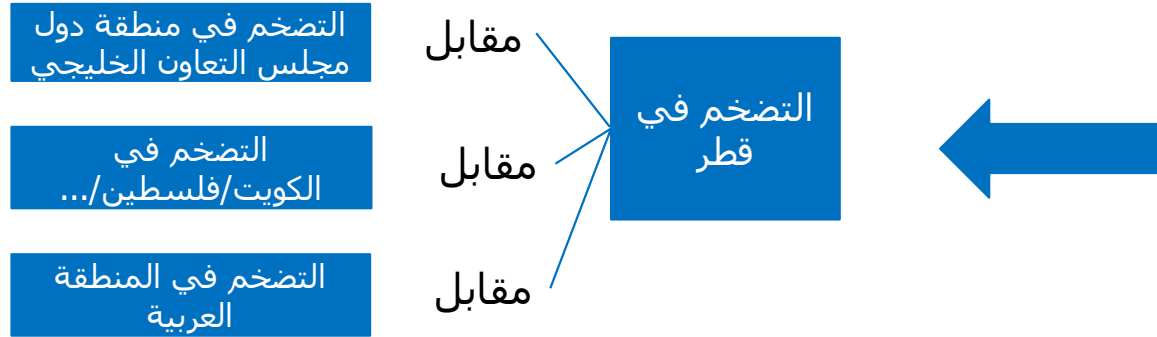 التضخم في
قطر
مقابل
التضخم في منطقة دول
مجلس التعاون الخليجي
مقابل
التضخم في
الكويت/فلسطين/...
مقابل
التضخم في المنطقة
العربية